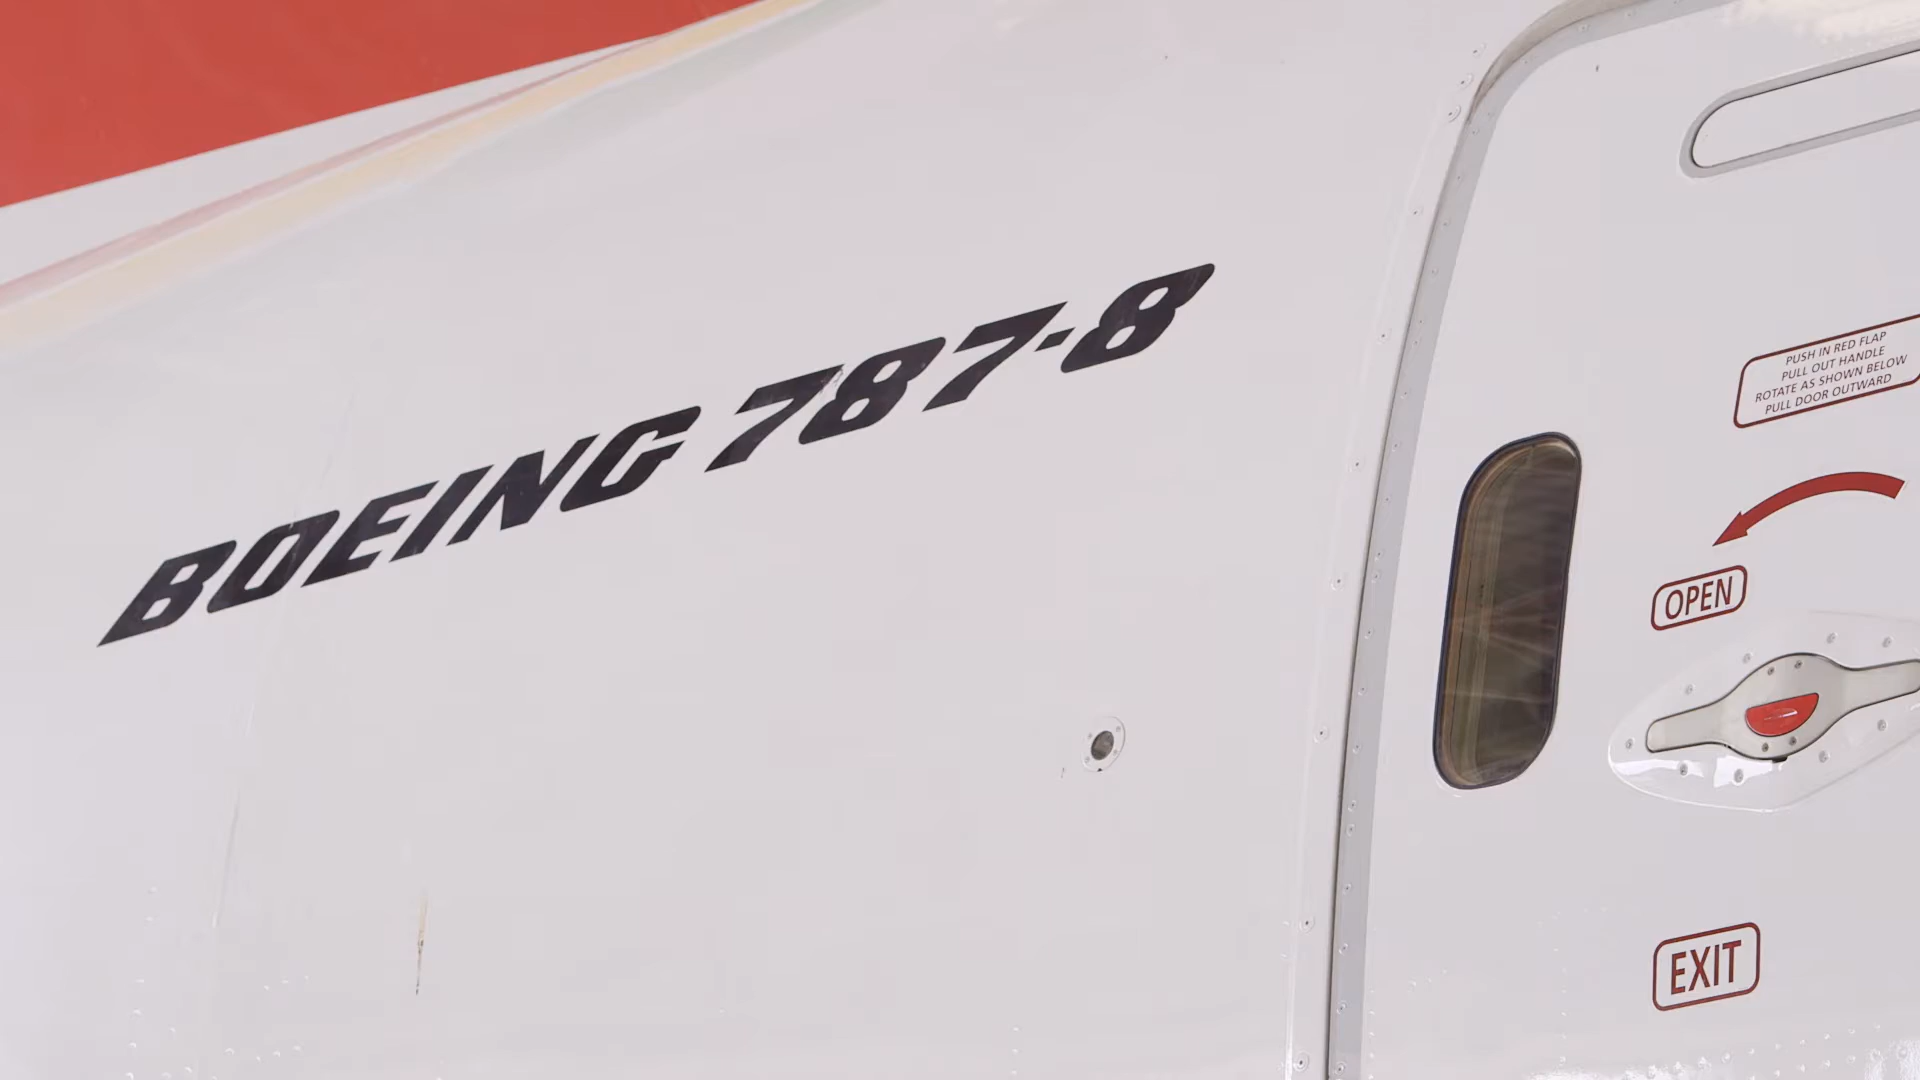 BOEING 787-8
PUSH IN RED FLAP
PULL OUT HANDLE
ROTATE AS SHOWN BELOW
PULL DOOR OUTWARD
OPEN
EXIT